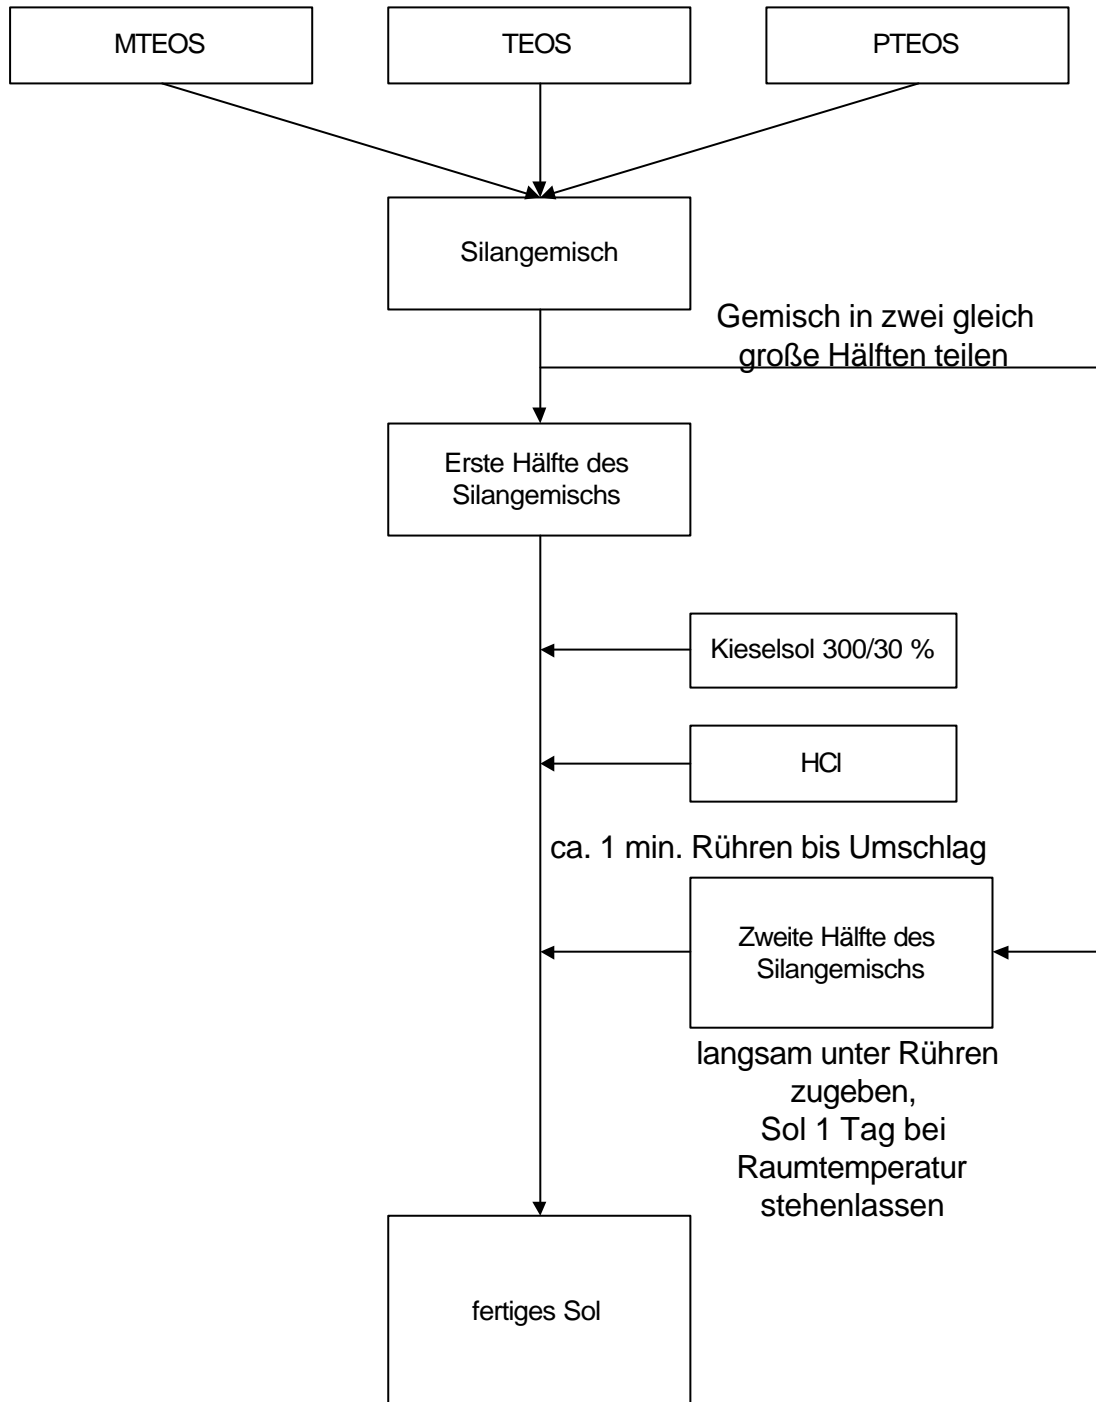 MTEOS
TEOS
PTEOS
Silangemisch
Gemisch in zwei gleich
große Hälften teilen
Erste Hälfte des
Silangemischs
Kieselsol 300/30 %
HCl
ca. 1 min. Rühren bis Umschlag
Zweite Hälfte des
Silangemischs
langsam unter Rühren
zugeben,
Sol 1 Tag bei
Raumtemperatur
stehenlassen
fertiges Sol